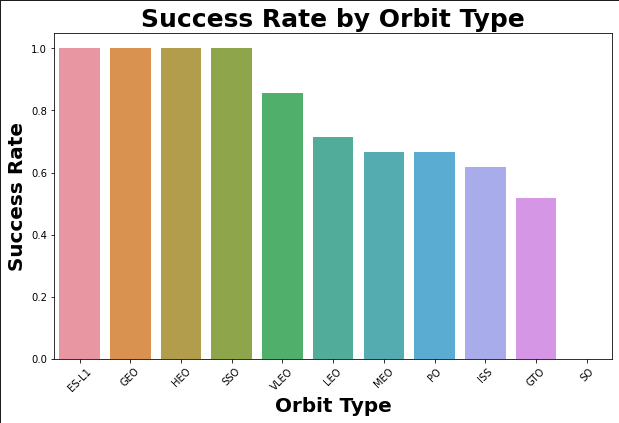 Success Rate by Orbit Type
Success Rate
1.0
0.8
0.6
0.4
0.2
0.0
ES-L1
GEO
HEO
SSO
VLEO
LEO
MEO
PO
ISS
GTO
SO
Orbit Type